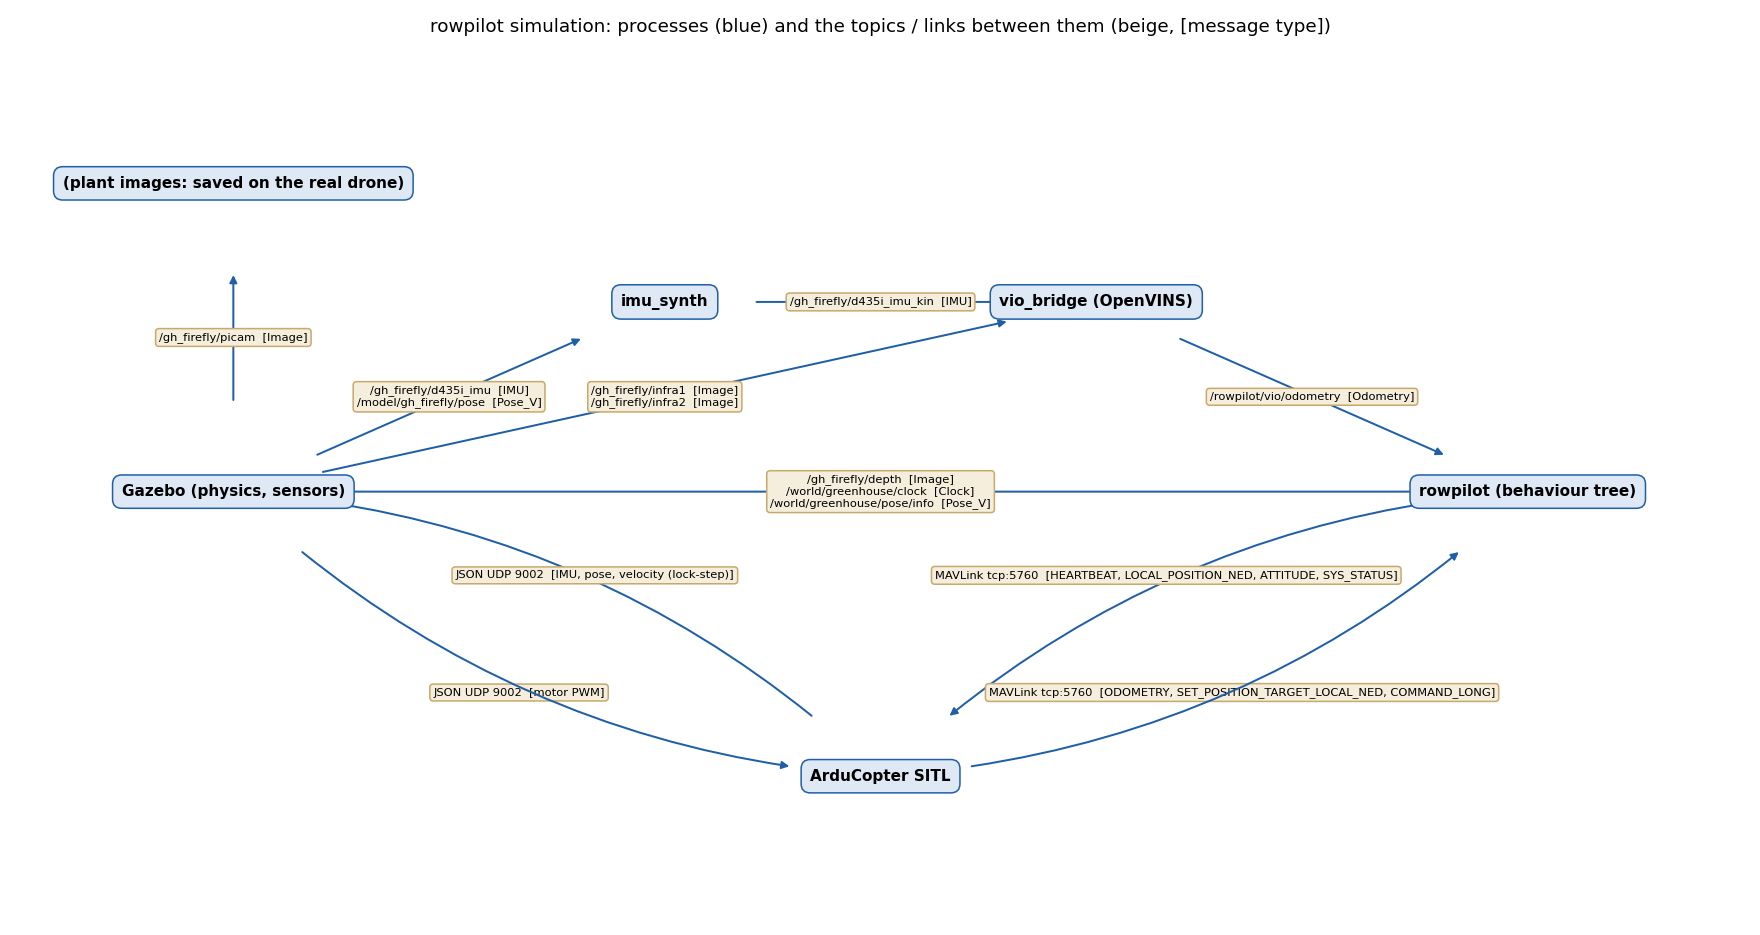 rowpilot simulation: processes (blue) and the topics / links between them (beige, [message type])
(plant images: saved on the real drone)
imu_synth
/gh_firefly/d435i_imu_kin  [IMU]
vio_bridge (OpenVINS)
/gh_firefly/picam  [Image]
/gh_firefly/d435i_imu  [IMU]
/model/gh_firefly/pose  [Pose_V]
/gh_firefly/infra1  [Image]
/gh_firefly/infra2  [Image]
/rowpilot/vio/odometry  [Odometry]
Gazebo (physics, sensors)
/gh_firefly/depth  [Image]
/world/greenhouse/clock  [Clock]
/world/greenhouse/pose/info  [Pose_V]
rowpilot (behaviour tree)
JSON UDP 9002  [IMU, pose, velocity (lock-step)]
MAVLink tcp:5760  [HEARTBEAT, LOCAL_POSITION_NED, ATTITUDE, SYS_STATUS]
JSON UDP 9002  [motor PWM]
MAVLink tcp:5760  [ODOMETRY, SET_POSITION_TARGET_LOCAL_NED, COMMAND_LONG]
ArduCopter SITL